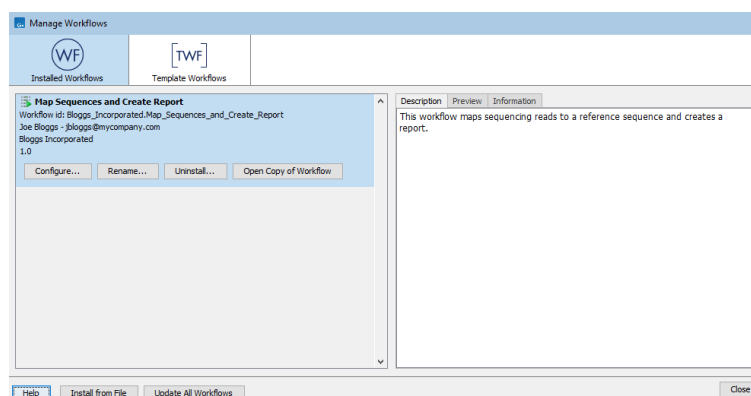 Manage Workflows
WF
TWF
Installed Workflows
Template Workflows
Map Sequences and Create Report
Workflow id: Bloggs_Incorporated.Map_Sequences_and_Create_Report
Joe Bloggs - jbloggs@mycompany.com
Bloggs Incorporated
1.0
Configure... Rename... Uninstall... Open Copy of Workflow
Description Preview Information
This workflow maps sequencing reads to a reference sequence and creates a
report.
Help Install from File Update All Workflows Close